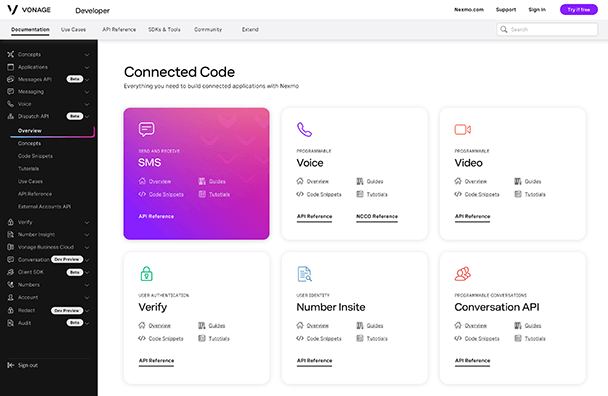 VONAGE Developer Nexmo.com Support Sign In Try it free
Documentation Use Cases API Reference SDKs & Tools Community Extend Search
Concepts
Applications
Messages API Beta
Messaging
Voice
Dispatch API Beta
Overview
Concepts
Code Snippets
Tutorials
Use Cases
API Reference
External Accounts API
Verify
Number Insight
Vonage Business Cloud
Conversation Dev Preview
Client SDK Beta
Numbers
Account
Redact Dev Preview
Audit Beta
Sign out
Connected Code
Everything you need to build connected applications with Nexmo
SEND AND RECEIVE
SMS
Overview Guides
Code Snippets Tutorials
API Reference
PROGRAMMABLE
Voice
Overview Guides
Code Snippets Tutorials
API Reference NCCO Reference
PROGRAMMABLE
Video
Overview Guides
Code Snippets Tutorials
API Reference
USER AUTHENTICATION
Verify
Overview Guides
Code Snippets Tutorials
API Reference
USER IDENTITY
Number Insite
Overview Guides
Code Snippets Tutorials
API Reference
PROGRAMMABLE CONVERSATIONS
Conversation API
Overview Guides
Code Snippets Tutorials
API Reference